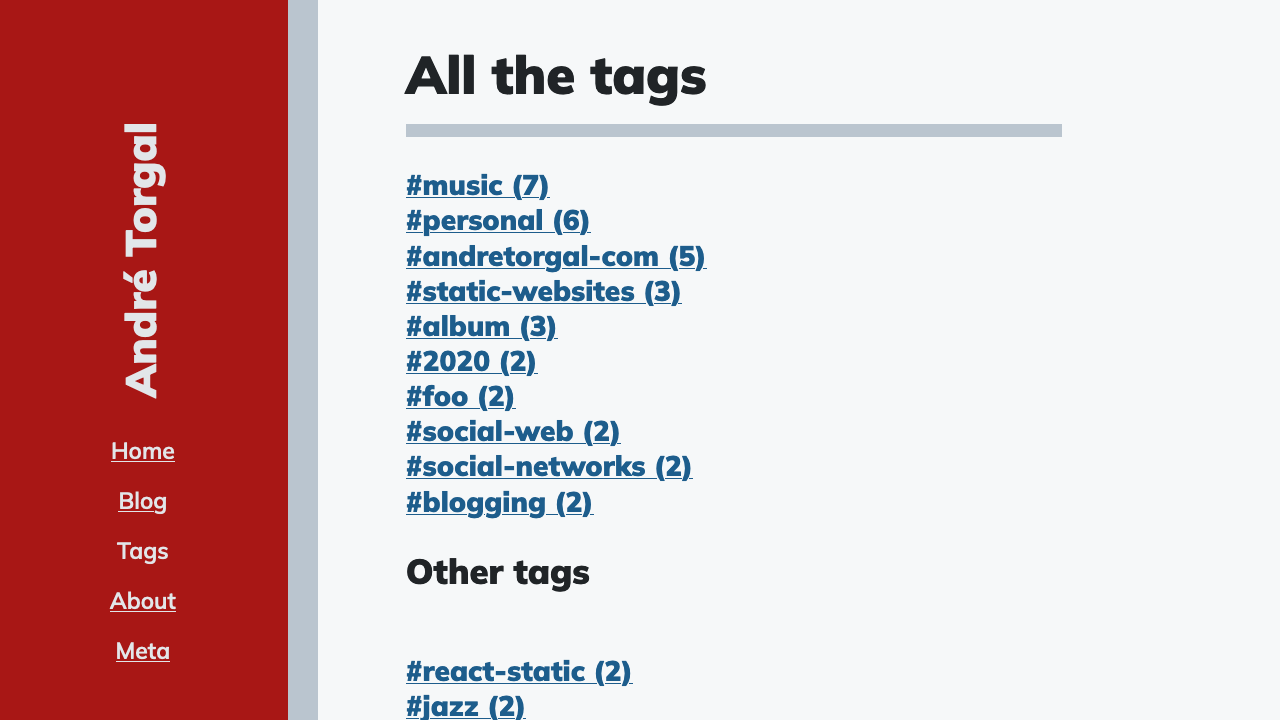 André Torgal
Home
Blog
Tags
About
Meta
All the tags
#music (7)
#personal (6)
#andretorgal-com (5)
#static-websites (3)
#album (3)
#2020 (2)
#foo (2)
#social-web (2)
#social-networks (2)
#blogging (2)
Other tags
#react-static (2)
#jazz (2)